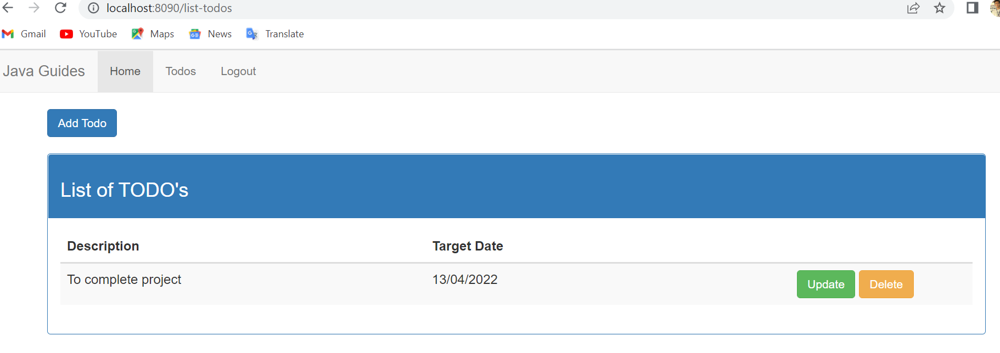 localhost:8090/list-todos
Gmail YouTube Maps News Translate
Java Guides Home Todos Logout
Add Todo
List of TODO's
Description Target Date
To complete project 13/04/2022 Update Delete